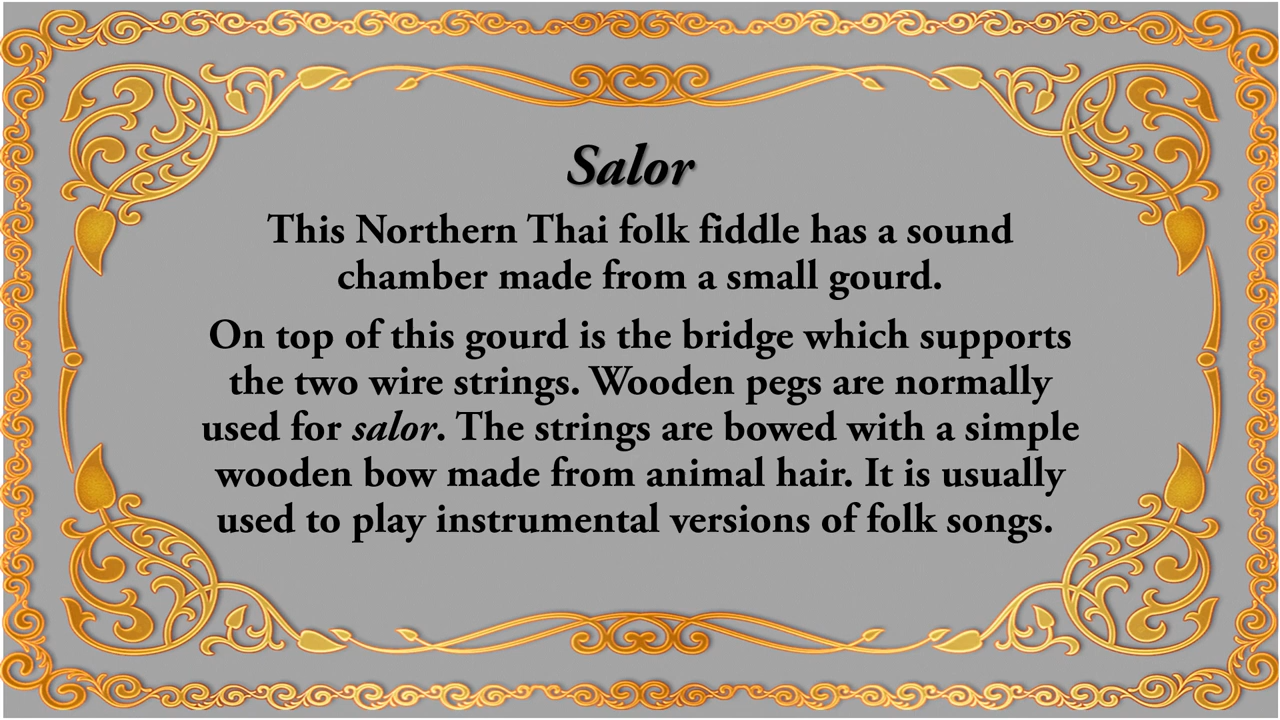 Salor
This Northern Thai folk fiddle has a sound
chamber made from a small gourd.
On top of this gourd is the bridge which supports
the two wire strings. Wooden pegs are normally
used for salor. The strings are bowed with a simple
wooden bow made from animal hair. It is usually
used to play instrumental versions of folk songs.